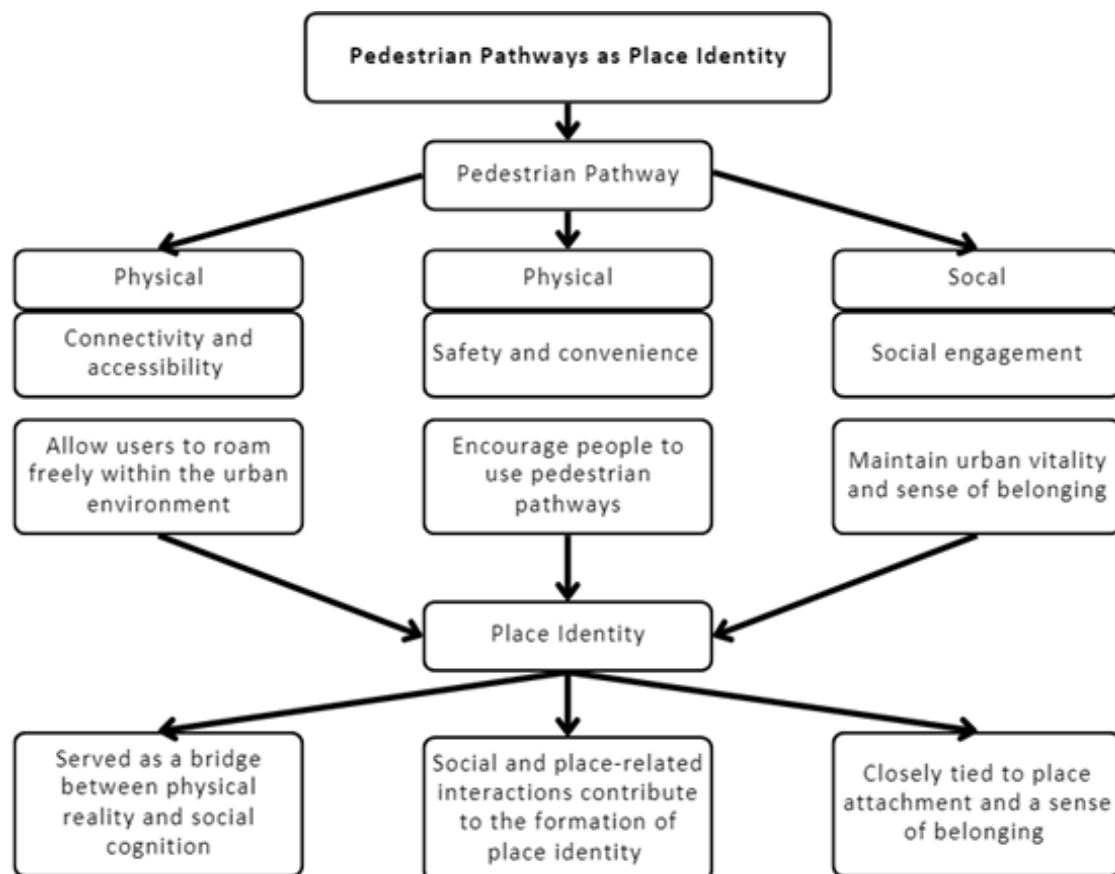 Pedestrian Pathways as Place Identity
Pedestrian Pathway
Physical
Physical
Socal
Connectivity and
accessibility
Safety and convenience
Social engagement
Allow users to roam
freely within the urban
environment
Encourage people to
use pedestrian
pathways
Maintain urban vitality
and sense of belonging
Place Identity
Served as a bridge
between physical
reality and social
cognition
Social and place-related
interactions contribute
to the formation of
place identity
Closely tied to place
attachment and a sense
of belonging